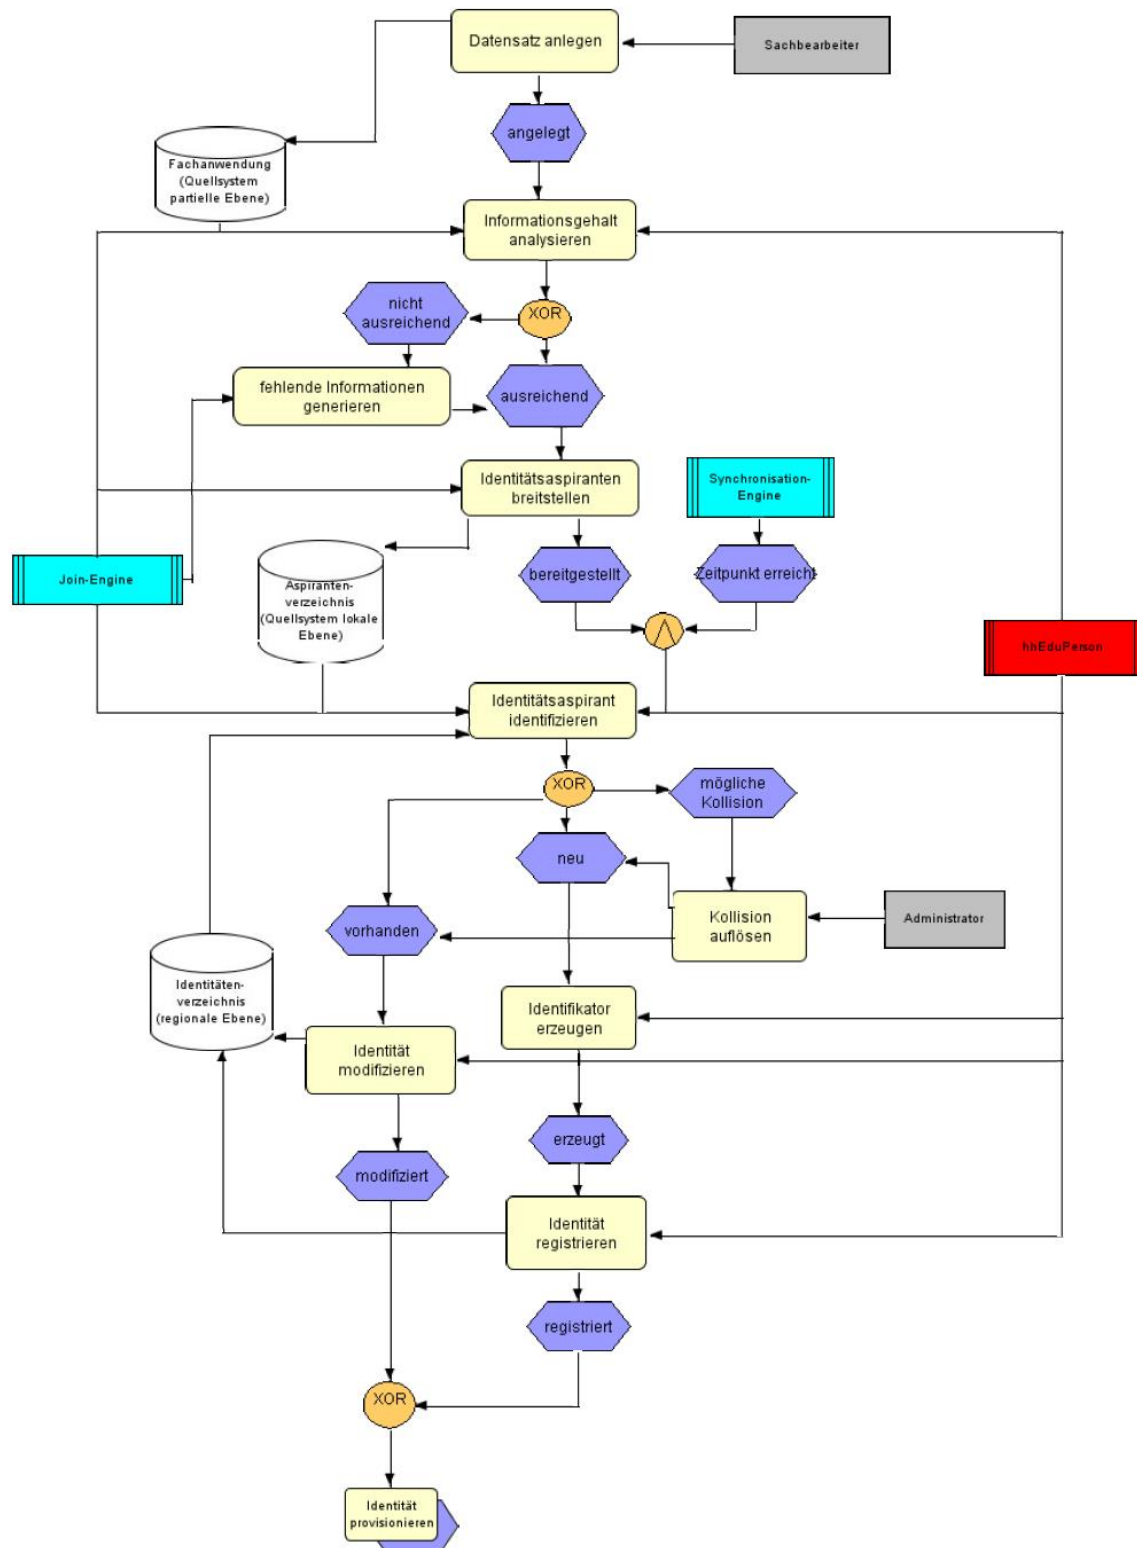 Datensatz anlegen
Sachbearbeiter
angelegt
Fachanwendung
(Quellsystem
partielle Ebene)
Informationsgehalt
analysieren
nicht
ausreichend
XOR
fehlende Informationen
generieren
ausreichend
Identitätsaspiranten
breitstellen
Synchronisation-
Engine
Join-Engine
Aspiranten-
verzeichnis
(Quellsystem lokale
Ebene)
bereitgestellt
Zeitpunkt erreicht
hhEduPerson
Identitätsaspirant
identifizieren
XOR
mögliche
Kollision
neu
Kollision
auflösen
Administrator
vorhanden
Identitäten-
verzeichnis
(regionale Ebene)
Identifikator
erzeugen
Identität
modifizieren
erzeugt
modifiziert
Identität
registrieren
registriert
XOR
Identität
provisionieren